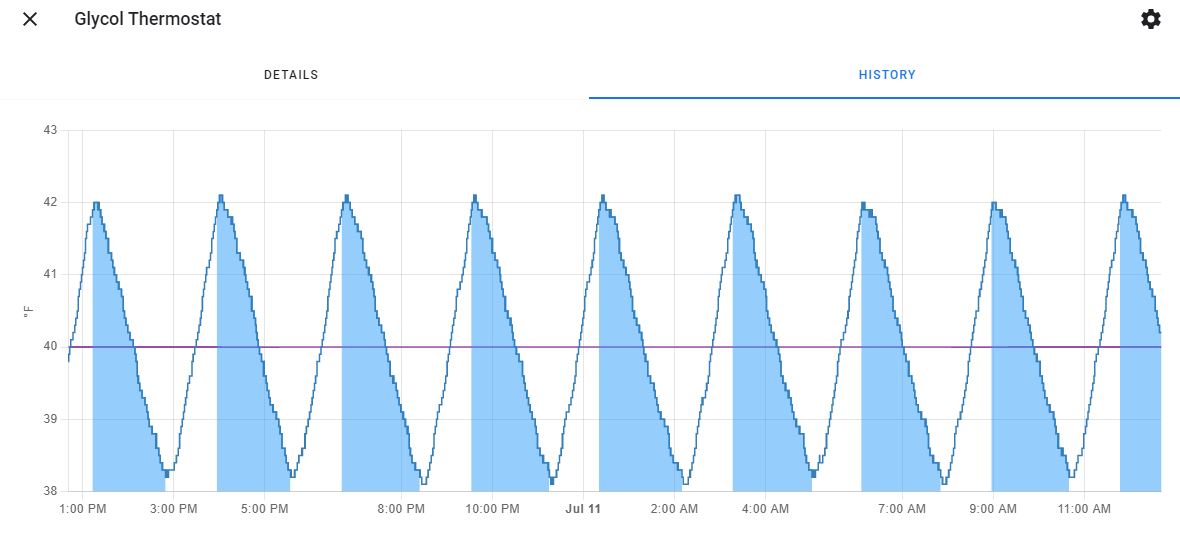 Glycol Thermostat
DETAILS
HISTORY
43
42
41
40
39
38
°F
1:00 PM 3:00 PM 5:00 PM 8:00 PM 10:00 PM Jul 11 2:00 AM 4:00 AM 7:00 AM 9:00 AM 11:00 AM